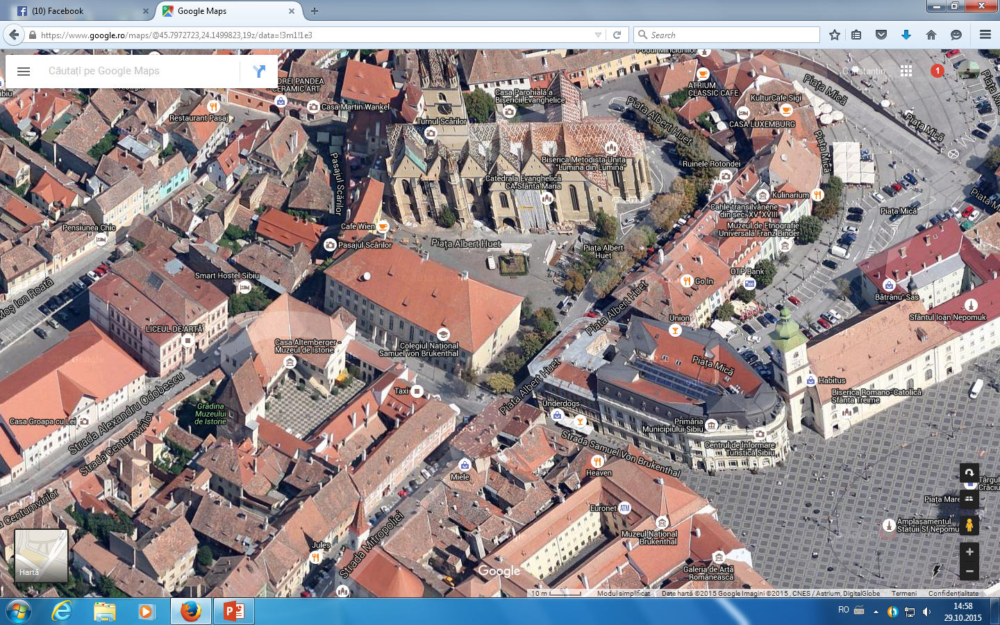 (10) Facebook
Google Maps
https://www.google.ro/maps/@45.7972723,24.1499823,19z/data=!3m1!1e3
Search
Căutați pe Google Maps
Constantin
1
Podul Minciunilor
PANDEA
CERAMIC ART
Restaurant Pasaj
Casa Martin Wankel
Casa Parohială a
Bisericii Evanghelice
Turnul Scărilor
ATRIUM
CLASSIC CAFE
KulturCafe Sigi
CASA LUXEMBURG
Piața Mică
Piața Mică
Piața Mică
Piața Albert Huet
Biserica Metodista Unita
"Lumina din Lumina"
Catedrala Evanghelică
CA Sfânta Maria
Ruinele Rotondei
Kulinarium
Cahle transilvănene
din sec. XV-XVIII
Muzeul de Etnografie
Universală Franz Binder
Piața Mică
Pasajul Scărilor
Pensiunea Chic
Cafe Wien
Pasajul Scărilor
Piața Albert Huet
Piața Albert
Huet
OTP Bank
Go In
Smart Hostel Sibiu
Moș Ion Roată
Bătrânu' Sas
Sfântul Ioan Nepomuk
Piața Albert Huet
Union
LICEUL DE ARTĂ
Casa Altemberger -
Muzeul de Istorie
Colegiul Național
Samuel von Brukenthal
Piața Mică
Habitus
Biserica Romano-Catolică
Sfânta Treime
Taxi
Piața Albert Huet
Underdogs
Grădina
Muzeului
de Istorie
Casa Groapa cu Lei
Strada Alexandru Odobescu
Strada Centumvirilor
Primăria
Municipiului Sibiu
Centrul de Informare
Turistică Sibiu
Strada Samuel Von Brukenthal
Miele
Heaven
Centumvirilor
Târgul
Crăciu
Piața Mare
Euronet
ATM
Muzeul Național
Brukenthal
Amplasamentul
Statuii Sf Nepomu
Jules
Strada Mitropoliei
Galeria de Artă
Românească
Hartă
Google
10 m
Modul simplificat
Date hartă ©2015 Google Imagini ©2015 , CNES / Astrium, DigitalGlobe
Termeni
Confidențialitate
RO
14:58
29.10.2015